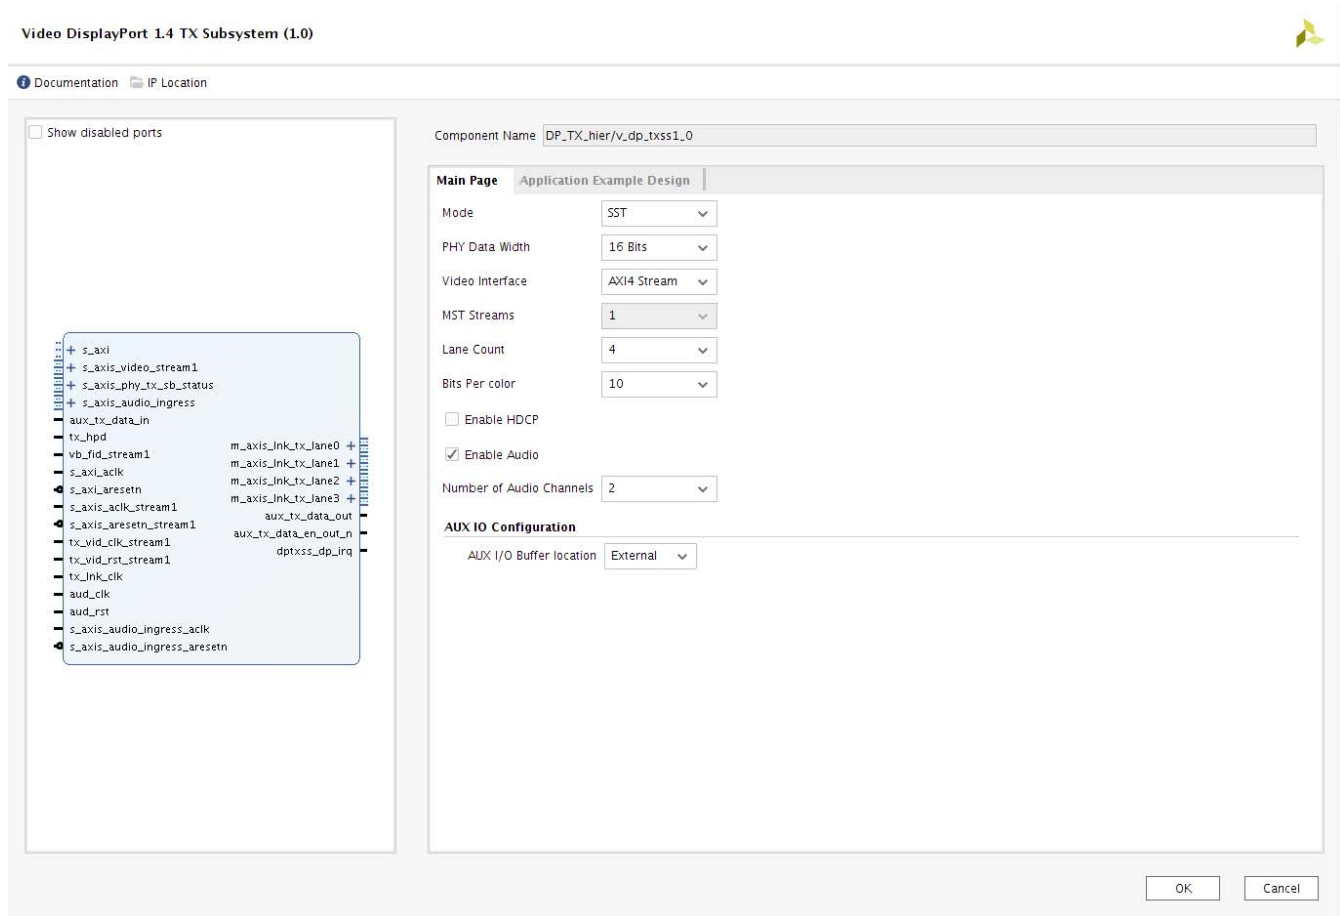 Video DisplayPort 1.4 TX Subsystem (1.0)
Documentation IP Location
Show disabled ports
s_axi
s_axis_video_stream1
s_axis_phy_tx_sb_status
s_axis_audio_ingress
aux_tx_data_in
tx_hpd
vb_fid_stream1
s_axi_aclk
s_axi_aresetn
s_axis_aclk_stream1
s_axis_aresetn_stream1
tx_vid_clk_stream1
tx_vid_rst_stream1
tx_lnk_clk
aud_clk
aud_rst
s_axis_audio_ingress_aclk
s_axis_audio_ingress_aresetn
m_axis_lnk_tx_lane0
m_axis_lnk_tx_lane1
m_axis_lnk_tx_lane2
m_axis_lnk_tx_lane3
aux_tx_data_out
aux_tx_data_en_out_n
dptxss_dp_irq
Component Name DP_TX_hier/v_dp_txss1_0
Main Page Application Example Design
Mode SST
PHY Data Width 16 Bits
Video Interface AXI4 Stream
MST Streams 1
Lane Count 4
Bits Per color 10
Enable HDCP
Enable Audio
Number of Audio Channels 2
AUX IO Configuration
AUX I/O Buffer location External
OK Cancel